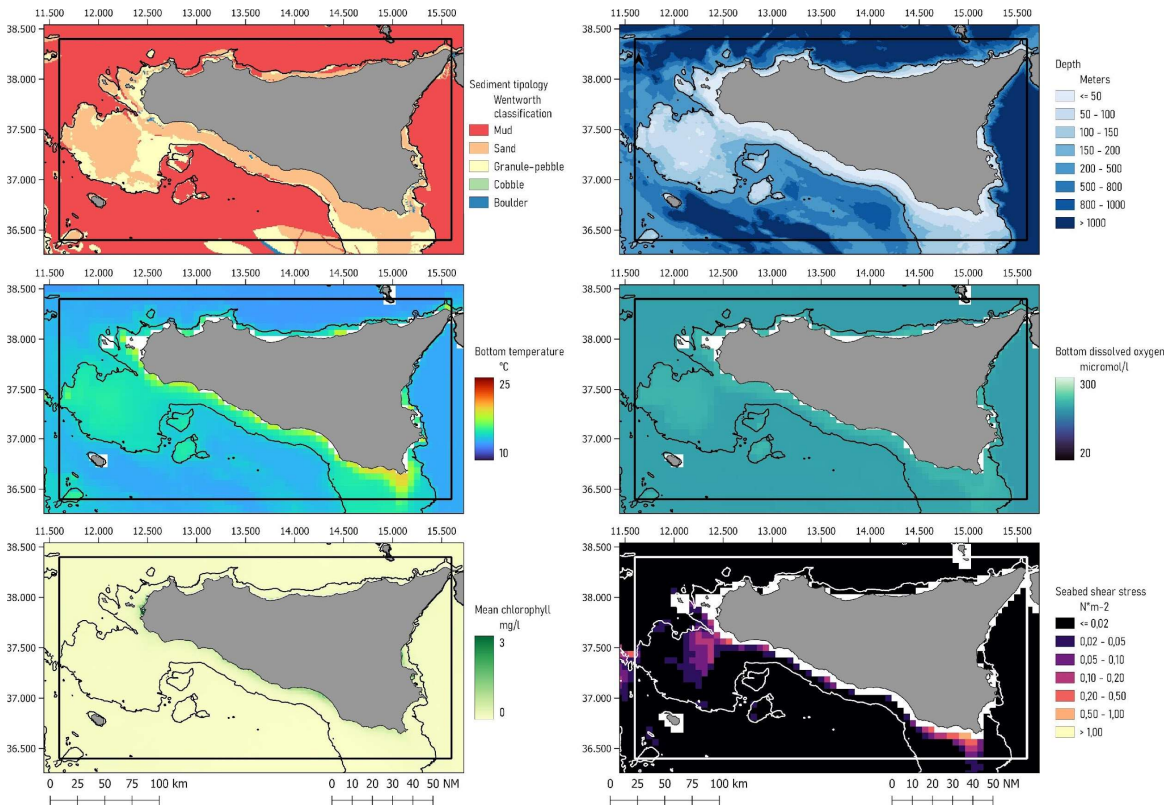 11.500 12.000 12.500 13.000 13.500 14.000 14.500 15.000 15.500
38.500
38.000
37.500
37.000
36.500
Sediment tipology
Wentworth
classification
Mud
Sand
Granule-pebble
Cobble
Boulder
11.500 12.000 12.500 13.000 13.500 14.000 14.500 15.000 15.500
38.500
38.000
37.500
37.000
36.500
Depth
Meters
<= 50
50 - 100
100 - 150
150 - 200
200 - 500
500 - 800
800 - 1000
> 1000
11.500 12.000 12.500 13.000 13.500 14.000 14.500 15.000 15.500
38.500
38.000
37.500
37.000
36.500
Bottom temperature
°C
25
10
11.500 12.000 12.500 13.000 13.500 14.000 14.500 15.000 15.500
38.500
38.000
37.500
37.000
36.500
Bottom dissolved oxygen
micromol/l
300
20
11.500 12.000 12.500 13.000 13.500 14.000 14.500 15.000 15.500
38.500
38.000
37.500
37.000
36.500
Mean chlorophyll
mg/l
3
0
0 25 50 75 100 km
0 10 20 30 40 50 NM
11.500 12.000 12.500 13.000 13.500 14.000 14.500 15.000 15.500
38.500
38.000
37.500
37.000
36.500
Seabed shear stress
N*m-2
<= 0,02
0,02 - 0,05
0,05 - 0,10
0,10 - 0,20
0,20 - 0,50
0,50 - 1,00
> 1,00
0 25 50 75 100 km
0 10 20 30 40 50 NM